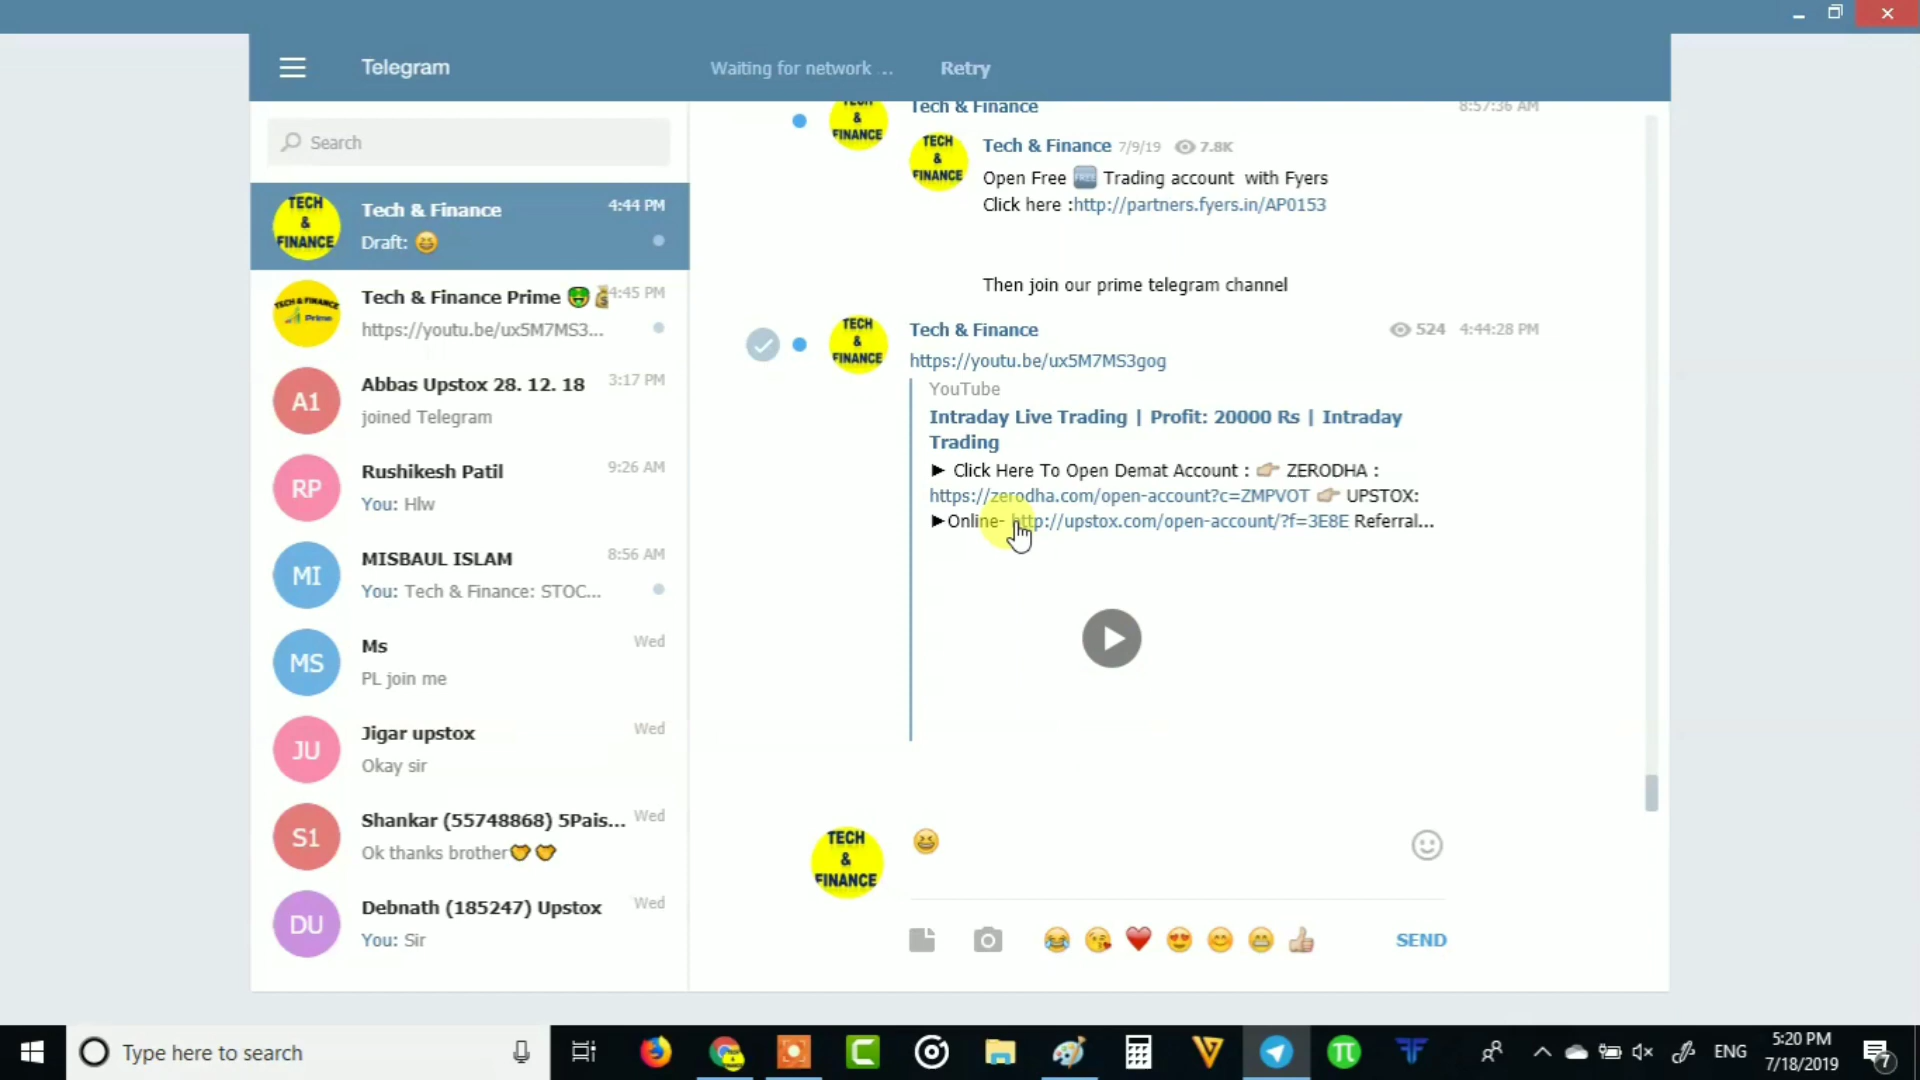 Telegram
Waiting for network ...
Retry
Search
TECH
&
FINANCE
Tech & Finance
4:44 PM
Draft: 😆
TECH & FINANCE
Prime
Tech & Finance Prime 🤑💰
4:45 PM
https://youtu.be/ux5M7MS3...
A1
Abbas Upstox 28. 12. 18
3:17 PM
joined Telegram
RP
Rushikesh Patil
9:26 AM
You: Hlw
MI
MISBAUL ISLAM
8:56 AM
You: Tech & Finance: STOC...
MS
Ms
Wed
PL join me
JU
Jigar upstox
Wed
Okay sir
S1
Shankar (55748868) 5Pais...
Wed
Ok thanks brother
DU
Debnath (185247) Upstox
Wed
You: Sir
TECH
&
FINANCE
Tech & Finance
8:57:36 AM
TECH
&
FINANCE
Tech & Finance 7/9/19 7.8K
Open Free FREE Trading account with Fyers
Click here :http://partners.fyers.in/AP0153
Then join our prime telegram channel
TECH
&
FINANCE
Tech & Finance
524 4:44:28 PM
https://youtu.be/ux5M7MS3gog
YouTube
Intraday Live Trading | Profit: 20000 Rs | Intraday
Trading
► Click Here To Open Demat Account : 👉 ZERODHA :
https://zerodha.com/open-account?c=ZMPVOT 👉 UPSTOX:
►Online- http://upstox.com/open-account/?f=3E8E Referral...
TECH
&
FINANCE
😆
SEND
Type here to search
ENG
5:20 PM
7/18/2019
7